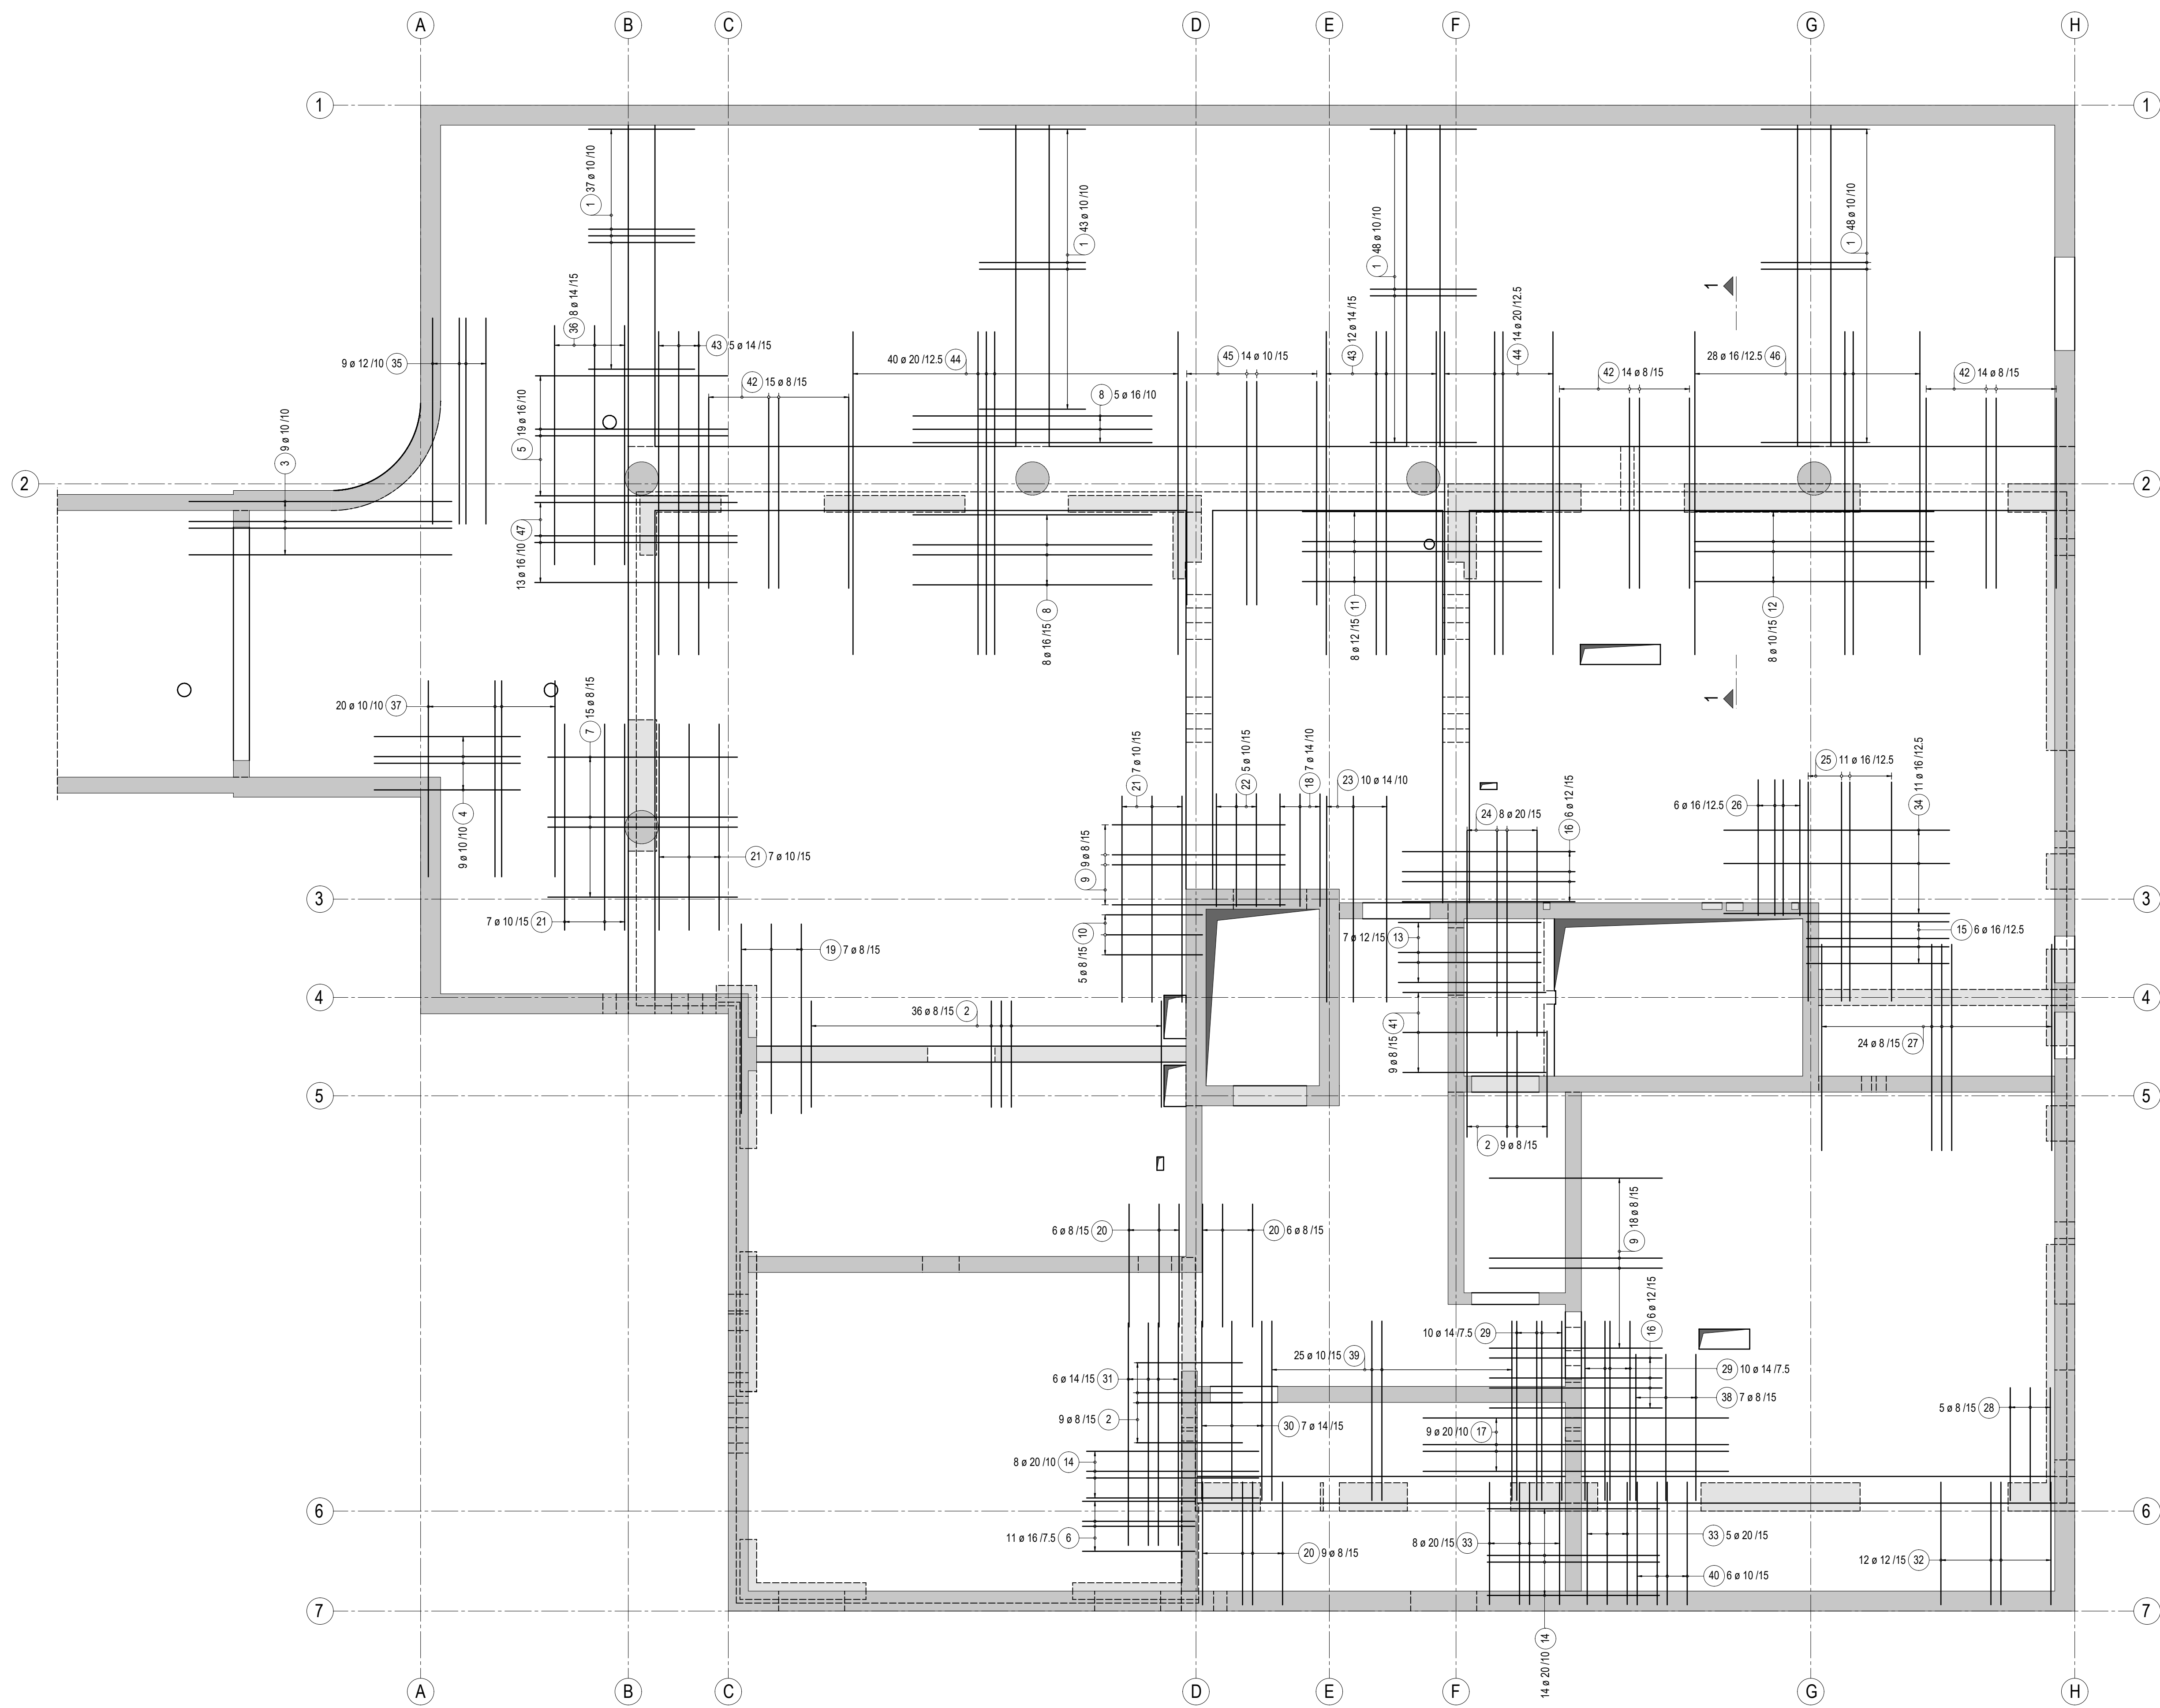 A B C D E F G H
1 1
1 37 ø 10 /10
1 43 ø 10 /10
1 48 ø 10 /10
1 48 ø 10 /10
1
36 8 ø 14 /15
9 ø 12 /10 35
43 5 ø 14 /15
40 ø 20 /12.5 44
45 14 ø 10 /15
43 12 ø 14 /15
44 14 ø 20 /12.5
28 ø 16 /12.5 46
42 15 ø 8 /15
42 14 ø 8 /15
42 14 ø 8 /15
8 5 ø 16 /10
5 19 ø 16 /10
3 9 ø 10 /10
2 2
13 ø 16 /10 47
8 ø 16 /15 8
8 ø 12 /15 11
8 ø 10 /15 12
1
20 ø 10 /10 37
7 15 ø 8 /15
9 ø 10 /10 4
21 7 ø 10 /15
22 5 ø 10 /15
18 7 ø 14 /10
23 10 ø 14 /10
25 11 ø 16 /12.5
6 ø 16 /12.5 26
34 11 ø 16 /12.5
24 8 ø 20 /15
16 6 ø 12 /15
21 7 ø 10 /15
9 9 ø 8 /15
3 3
7 ø 10 /15 21
5 ø 8 /15 10
7 ø 12 /15 13
15 6 ø 16 /12.5
19 7 ø 8 /15
4 4
36 ø 8 /15 2
9 ø 8 /15 41
24 ø 8 /15 27
5 5
2 9 ø 8 /15
6 ø 8 /15 20
20 6 ø 8 /15
9 18 ø 8 /15
16 6 ø 12 /15
10 ø 14 /7.5 29
25 ø 10 /15 39
29 10 ø 14 /7.5
6 ø 14 /15 31
38 7 ø 8 /15
5 ø 8 /15 28
9 ø 8 /15 2
30 7 ø 14 /15
9 ø 20 /10 17
8 ø 20 /10 14
6 6
11 ø 16 /7.5 6
33 5 ø 20 /15
8 ø 20 /15 33
20 9 ø 8 /15
12 ø 12 /15 32
40 6 ø 10 /15
7 7
14 ø 20 /10 14
A B C D E F G H